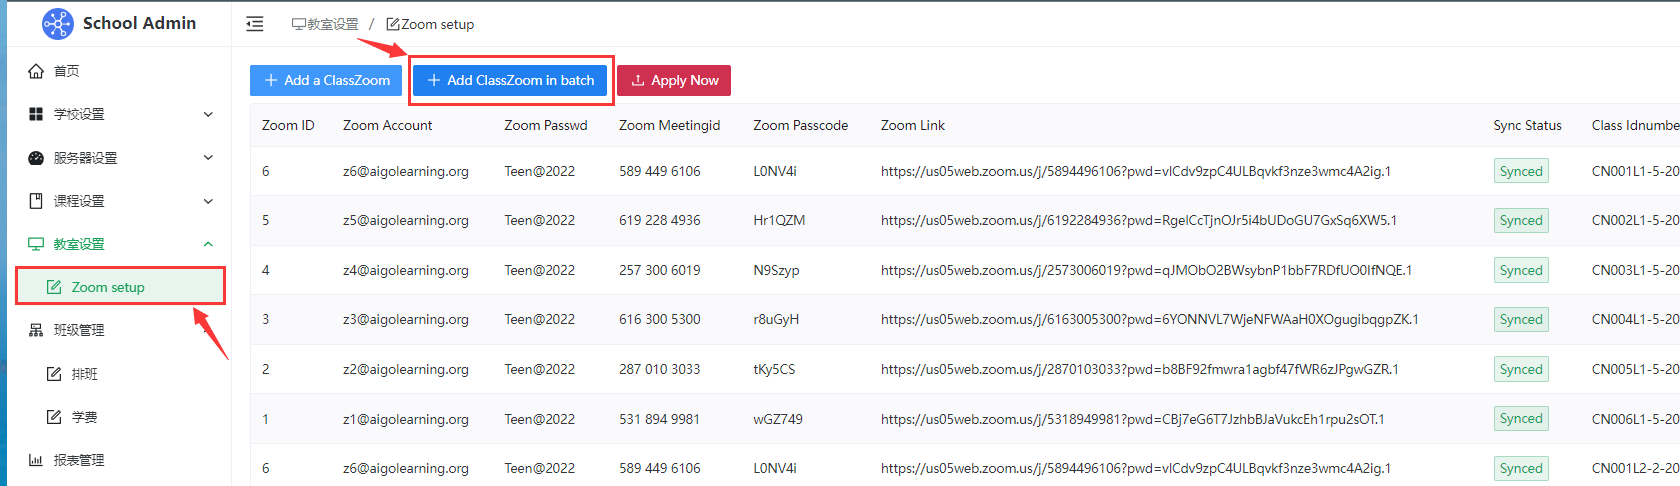 School Admin
教室设置 / Zoom setup
首页
学校设置
服务器设置
课程设置
教室设置
Zoom setup
班级管理
排班
学费
报表管理
+ Add a ClassZoom
+ Add ClassZoom in batch
Apply Now
Zoom ID Zoom Account Zoom Passwd Zoom Meetingid Zoom Passcode Zoom Link Sync Status Class Idnumbe
6 z6@aigolearning.org Teen@2022 589 449 6106 L0NV4i https://us05web.zoom.us/j/5894496106?pwd=vlCdv9zpC4ULBqvkf3nze3wmc4A2ig.1 Synced CN001L1-5-20
5 z5@aigolearning.org Teen@2022 619 228 4936 Hr1QZM https://us05web.zoom.us/j/6192284936?pwd=RgelCcTjnOJr5i4bUDoGU7GxSq6XW5.1 Synced CN002L1-5-20
4 z4@aigolearning.org Teen@2022 257 300 6019 N9Szyp https://us05web.zoom.us/j/2573006019?pwd=qJMObO2BWsybnP1bbF7RDfUO0IfNQE.1 Synced CN003L1-5-20
3 z3@aigolearning.org Teen@2022 616 300 5300 r8uGyH https://us05web.zoom.us/j/6163005300?pwd=6YONNVL7WjeNFWAaH0XOgugibqgpZK.1 Synced CN004L1-5-20
2 z2@aigolearning.org Teen@2022 287 010 3033 tKy5CS https://us05web.zoom.us/j/2870103033?pwd=b8BF92fmwra1agbf47fWR6zJPgwGZR.1 Synced CN005L1-5-20
1 z1@aigolearning.org Teen@2022 531 894 9981 wGZ749 https://us05web.zoom.us/j/5318949981?pwd=CBj7eG6T7JzhbBJaVukcEh1rpu2sOT.1 Synced CN006L1-5-20
6 z6@aigolearning.org Teen@2022 589 449 6106 L0NV4i https://us05web.zoom.us/j/5894496106?pwd=vlCdv9zpC4ULBqvkf3nze3wmc4A2ig.1 Synced CN001L2-2-20